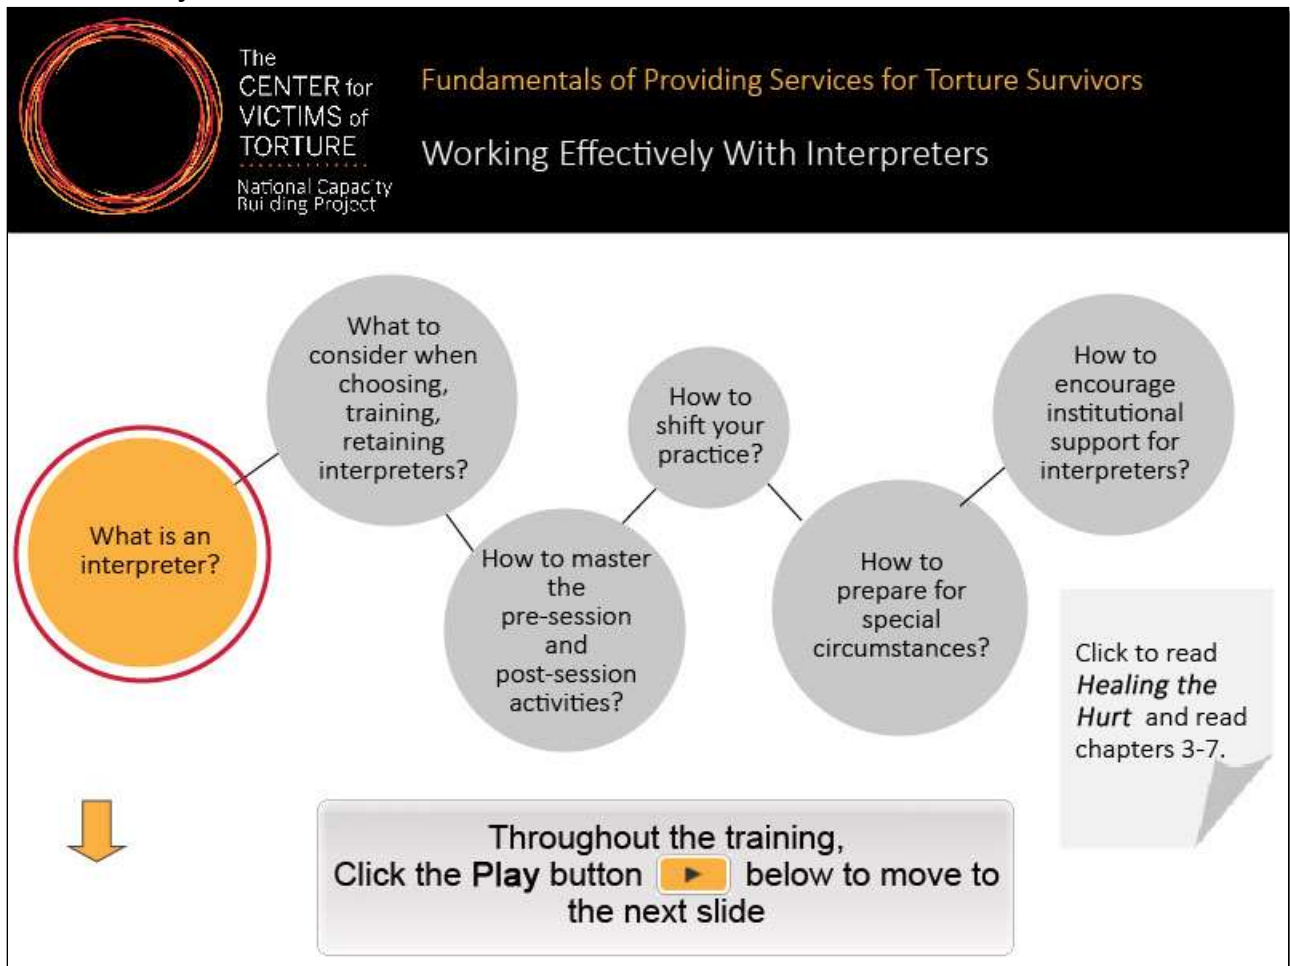 The
CENTER for
VICTIMS of
TORTURE
National Capacity
Building Project
Fundamentals of Providing Services for Torture Survivors
Working Effectively With Interpreters
What is an
interpreter?
What to
consider when
choosing,
training,
retaining
interpreters?
How to master
the
pre-session
and
post-session
activities?
How to
shift your
practice?
How to
prepare for
special
circumstances?
How to
encourage
institutional
support for
interpreters?
Click to read
Healing the
Hurt and read
chapters 3-7.
Throughout the training,
Click the Play button below to move to
the next slide